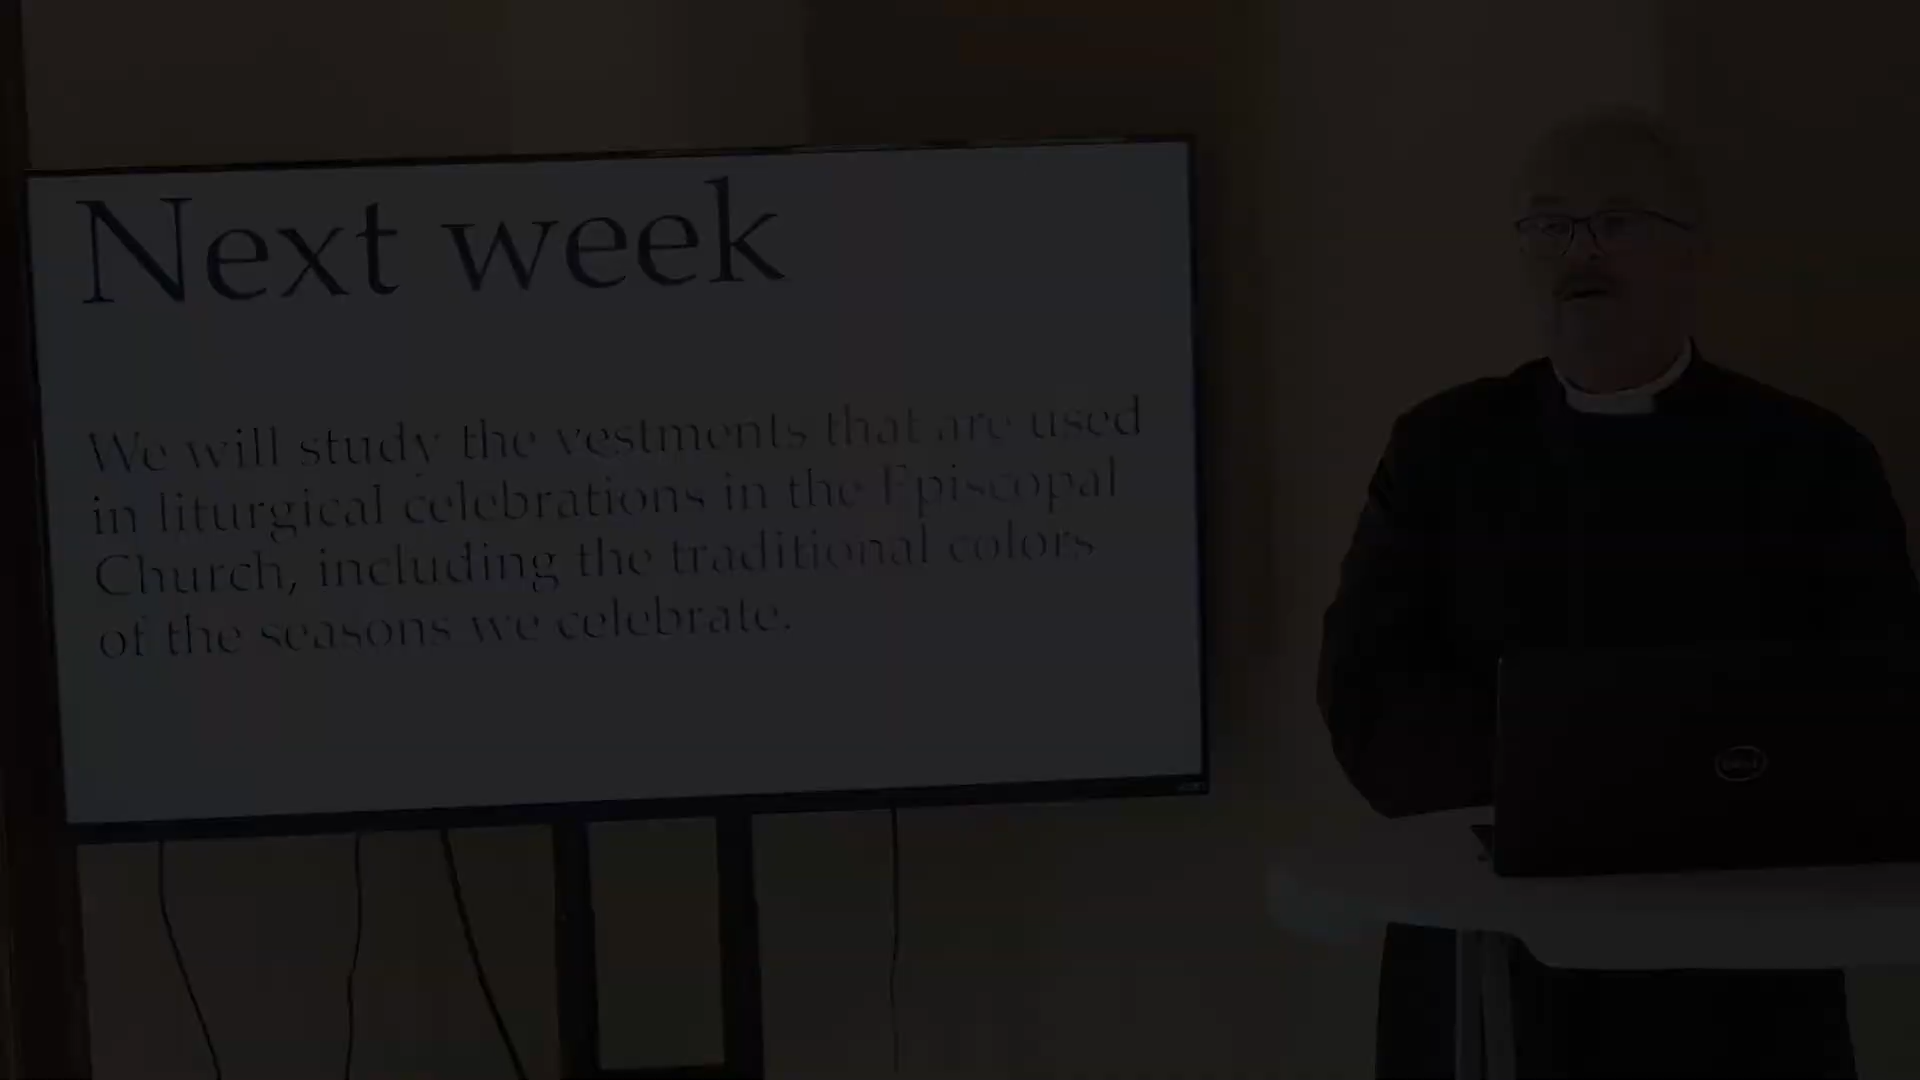 Next week
We will study the vestments that are used
in liturgical celebrations in the Episcopal
Church, including the traditional colors
of the seasons we celebrate.
DELL